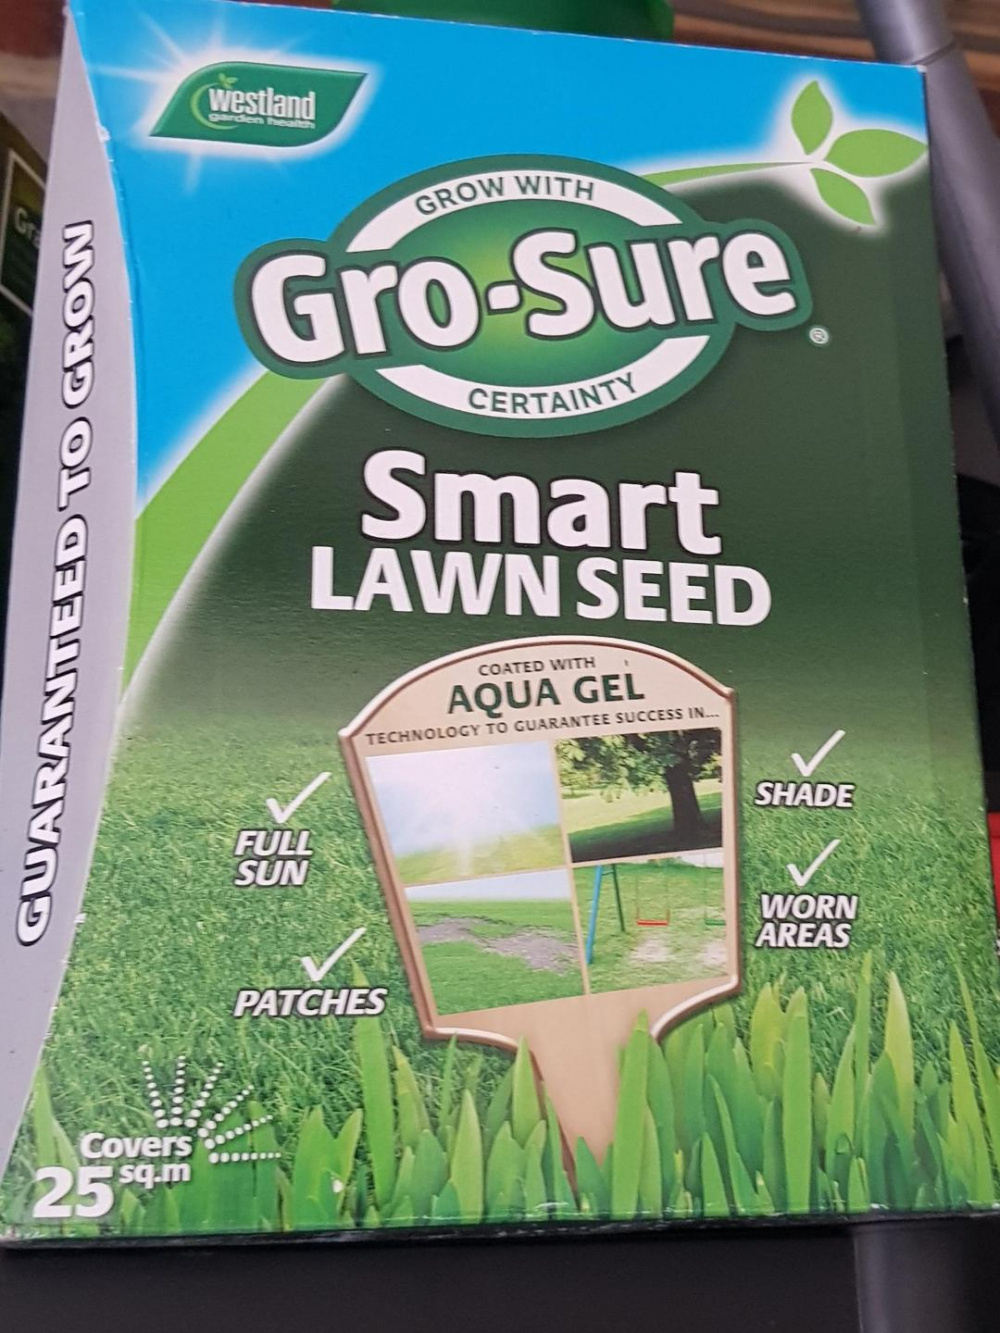 westland
garden health
GROW WITH
Gro-Sure
®
CERTAINTY
Smart
LAWN SEED
COATED WITH
AQUA GEL
TECHNOLOGY TO GUARANTEE SUCCESS IN...
FULL
SUN
SHADE
PATCHES
WORN
AREAS
Covers
25 sq.m
GUARANTEED TO GROW